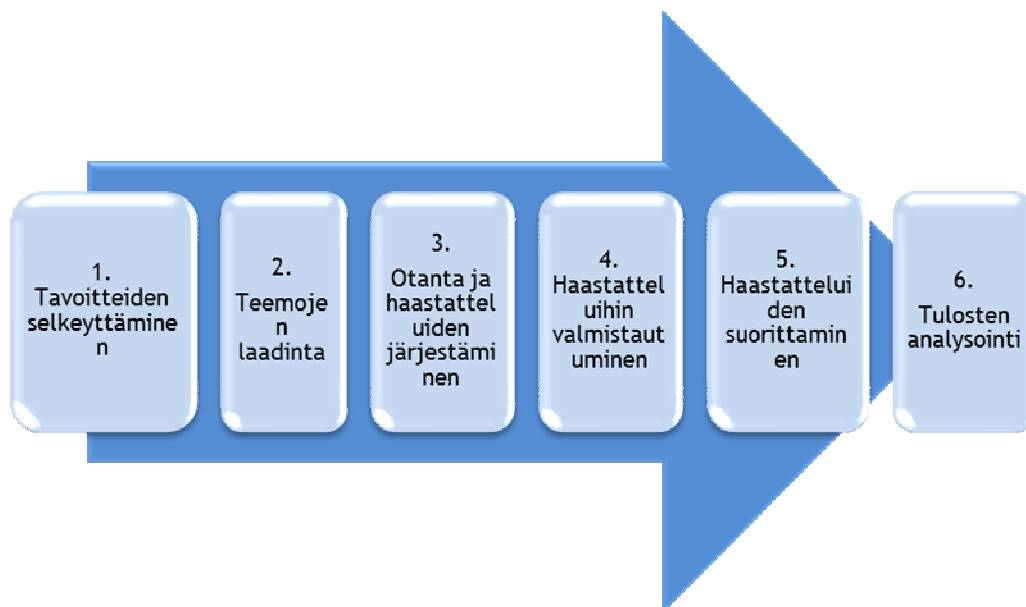 1.
Tavoitteiden
selkeyttämine
n
2.
Teemoje
n
laadinta
3.
Otanta ja
haastattel
uiden
järjestämi
nen
4.
Haastattel
uihin
valmistaut
uminen
5.
Haastattelui
den
suorittamin
en
6.
Tulosten
analysointi